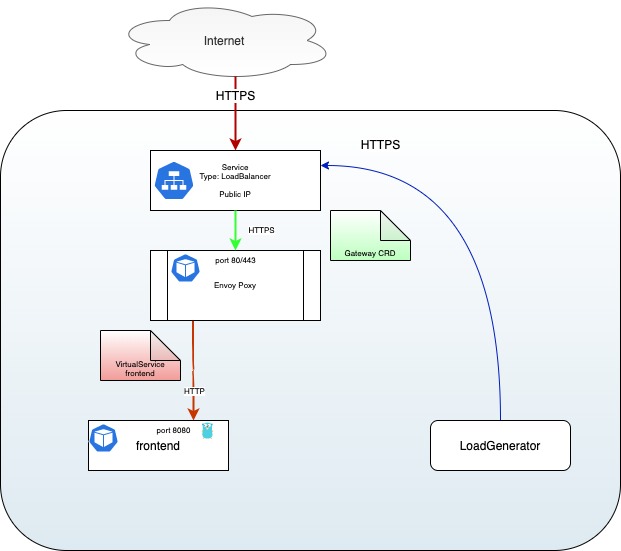 Internet
HTTPS
HTTPS
Service
Type: LoadBalancer
Public IP
HTTPS
Gateway CRD
port 80/443
Envoy Poxy
VirtualService
frontend
HTTP
port 8080
frontend
LoadGenerator